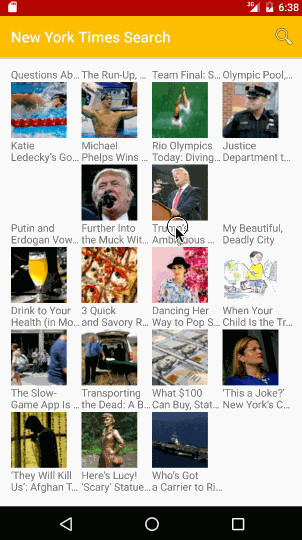 3G 6:38
New York Times Search
Questions Ab... The Run-Up, ... Team Final: S... Olympic Pool,...
Katie Michael Rio Olympics Justice
Ledecky's Go... Phelps Wins ... Today: Diving... Department t...
Putin and Further Into Trump's My Beautiful,
Erdogan Vow... the Muck Wit... Ambitious ... Deadly City
Drink to Your 3 Quick Dancing Her When Your
Health (in Mo... and Savory R... Way to Pop S... Child Is the Tr...
The Slow- Transporting What $100 'This a Joke?'
Game App Is ... the Dead: A B... Can Buy, Stat... New York's C...
'They Will Kill Here's Lucy! Who's Got
Us': Afghan T... 'Scary' Statue... a Carrier to Ri...